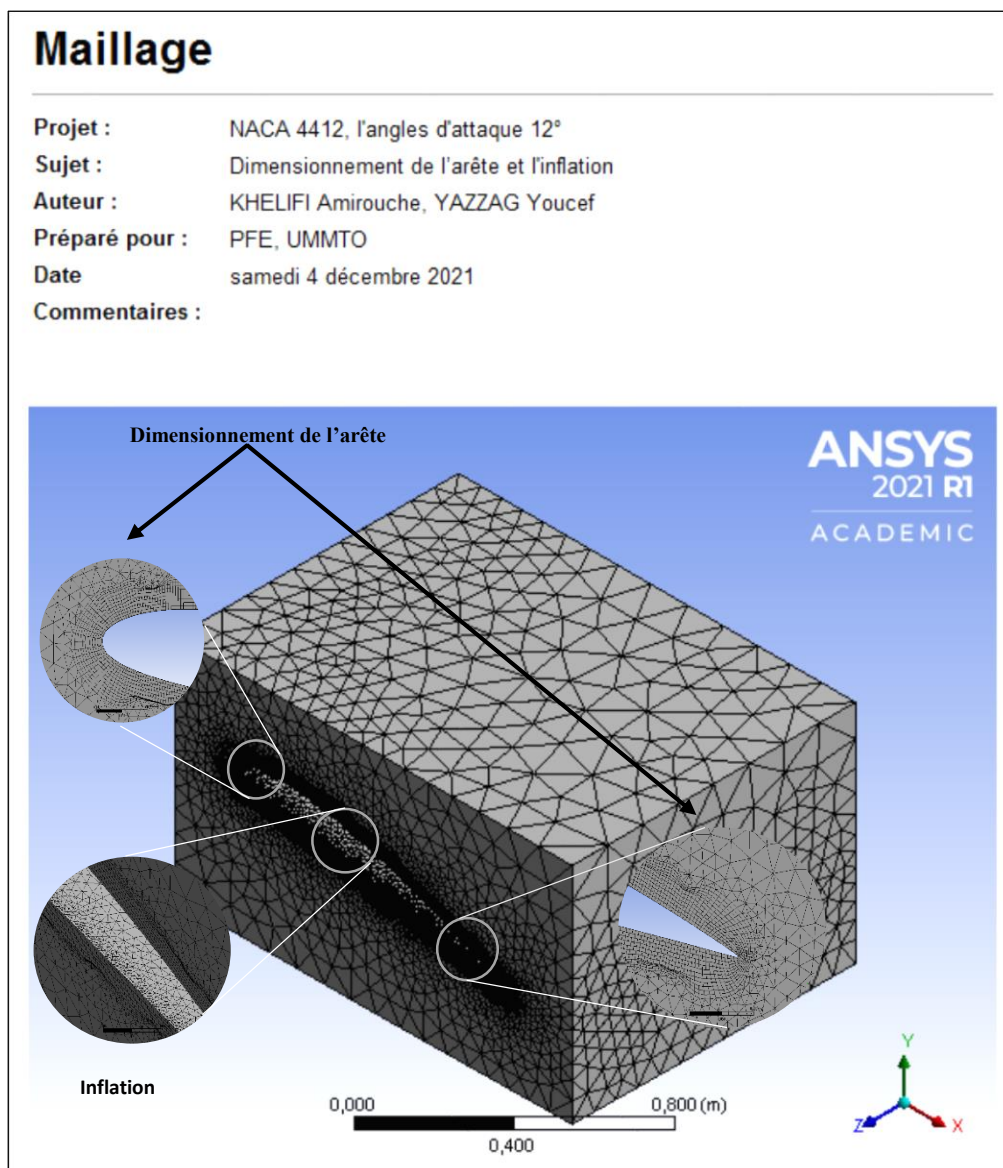 Maillage
Projet : NACA 4412, l'angles d'attaque 12°
Sujet : Dimensionnement de l'arête et l'inflation
Auteur : KHELIFI Amirouche, YAZZAG Youcef
Préparé pour : PFE, UMMTO
Date samedi 4 décembre 2021
Commentaires :
Dimensionnement de l'arête
ANSYS
2021 R1
ACADEMIC
Inflation
0,000 0,800 (m)
0,400
Y
Z X